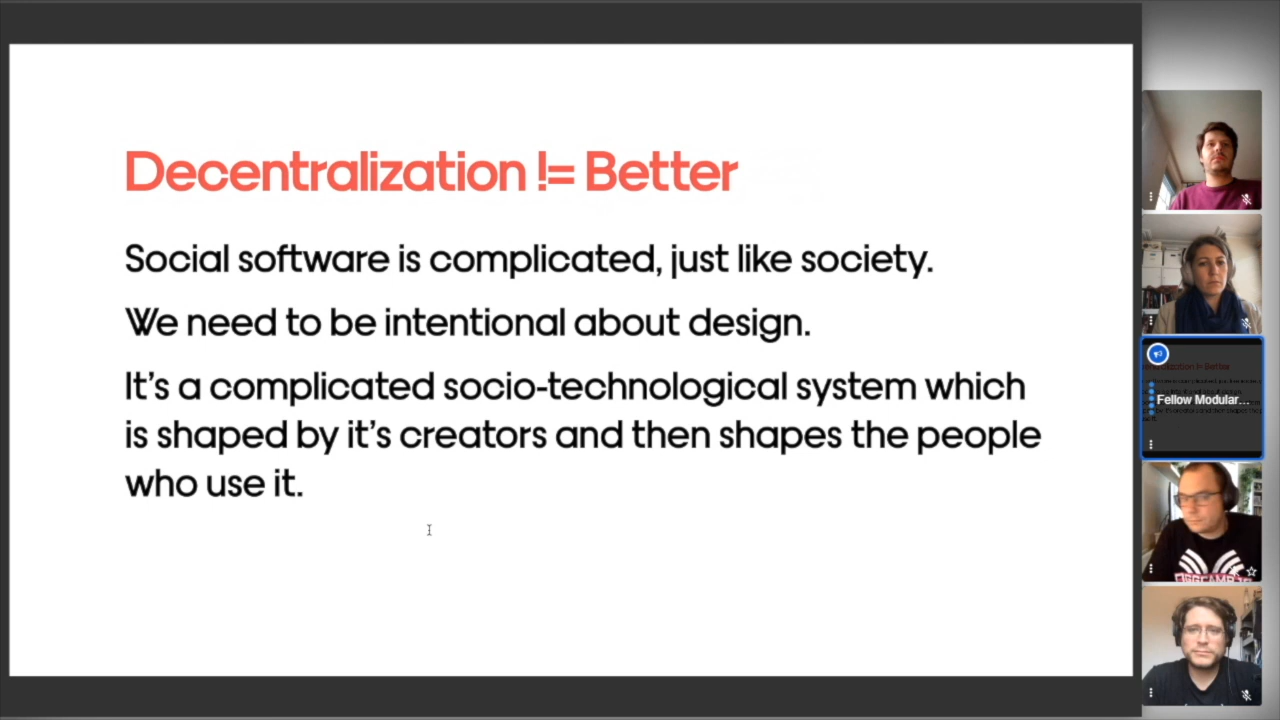 Decentralization != Better
Social software is complicated, just like society.
We need to be intentional about design.
It's a complicated socio-technological system which
is shaped by it's creators and then shapes the people
who use it.
Fellow Modular...